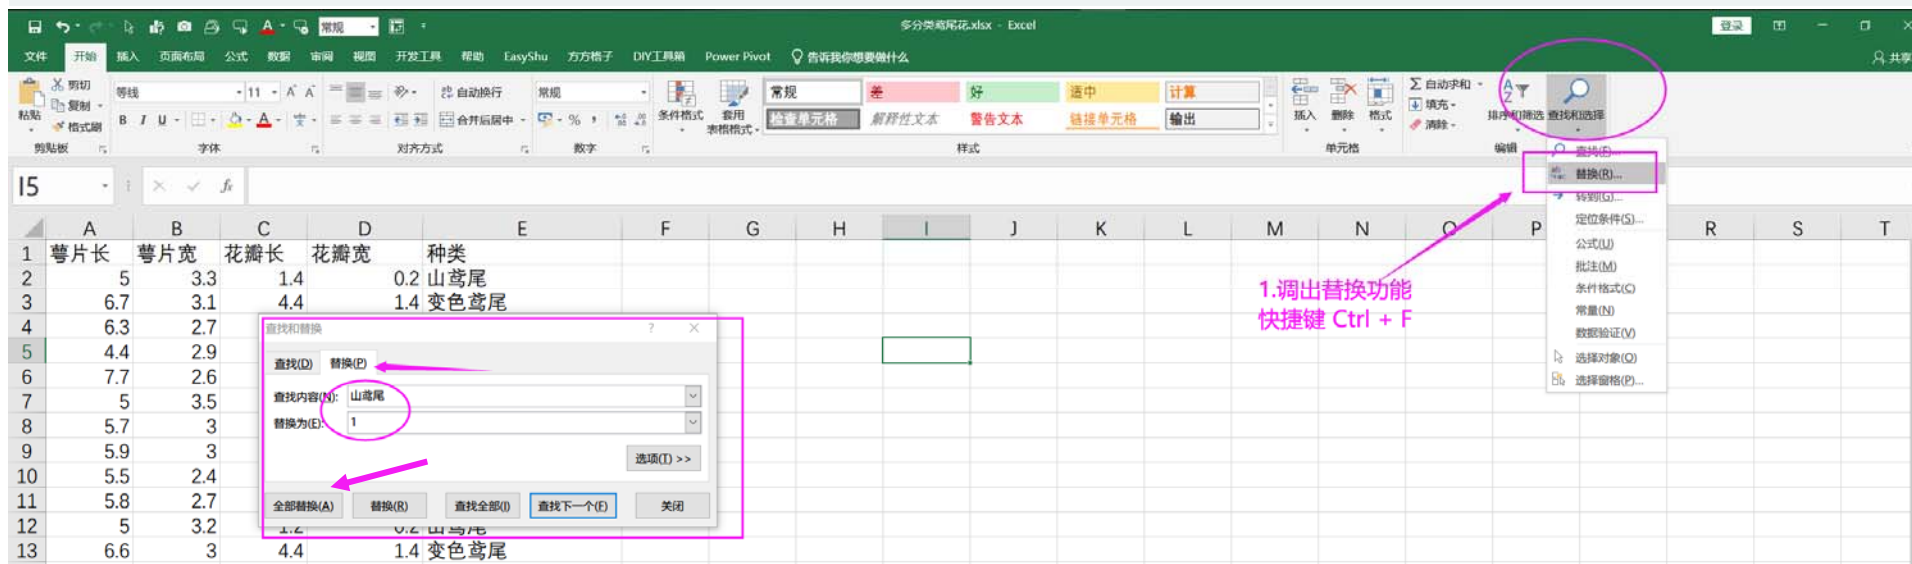 常规 多分类鸢尾花.xlsx - Excel 登录
文件 开始 插入 页面布局 公式 数据 审阅 视图 开发工具 帮助 EasyShu 方方格子 DIY工具箱 Power Pivot 告诉我你想要做什么 共享
剪切 等线 11 自动换行 常规 常规 差 好 适中 计算 自动求和
复制 填充
粘贴 格式刷 B I U A 合并后居中 % 条件格式 套用 检查单元格 解释性文本 警告文本 链接单元格 输出 插入 删除 格式 清除 排序和筛选 查找和选择
表格格式
剪贴板 字体 对齐方式 数字 样式 单元格 编辑
查找(F)...
替换(R)...
转到(G)...
定位条件(S)...
公式(U)
批注(M)
条件格式(C)
常量(N)
数据验证(V)
选择对象(O)
选择窗格(P)...
I5 fx
A B C D E F G H I J K L M N O P R S T
1 萼片长 萼片宽 花瓣长 花瓣宽 种类
2 5 3.3 1.4 0.2 山鸢尾
3 6.7 3.1 4.4 1.4 变色鸢尾
4 6.3 2.7
5 4.4 2.9
6 7.7 2.6
7 5 3.5
8 5.7 3
9 5.9 3
10 5.5 2.4
11 5.8 2.7
12 5 3.2 1.2 0.2 山鸢尾
13 6.6 3 4.4 1.4 变色鸢尾
查找和替换 ?
查找(D) 替换(P)
查找内容(N): 山鸢尾
替换为(E): 1
选项(T) >>
全部替换(A) 替换(R) 查找全部(I) 查找下一个(F) 关闭
1.调出替换功能
快捷键 Ctrl + F